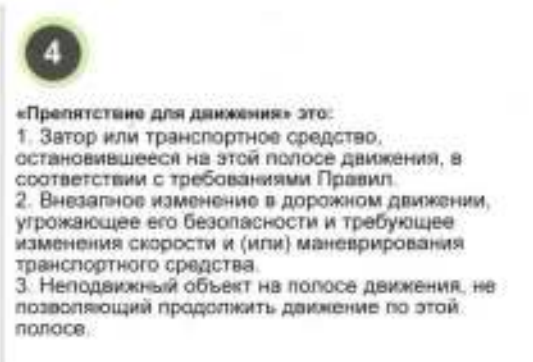 4
«Препятствие для движения» это:
1. Затор или транспортное средство,
остановившееся на этой полосе движения, в
соответствии с требованиями Правил.
2. Внезапное изменение в дорожном движении,
угрожающее его безопасности и требующее
изменения скорости и (или) маневрирования
транспортного средства.
3. Неподвижный объект на полосе движения, не
позволяющий продолжить движение по этой
полосе.